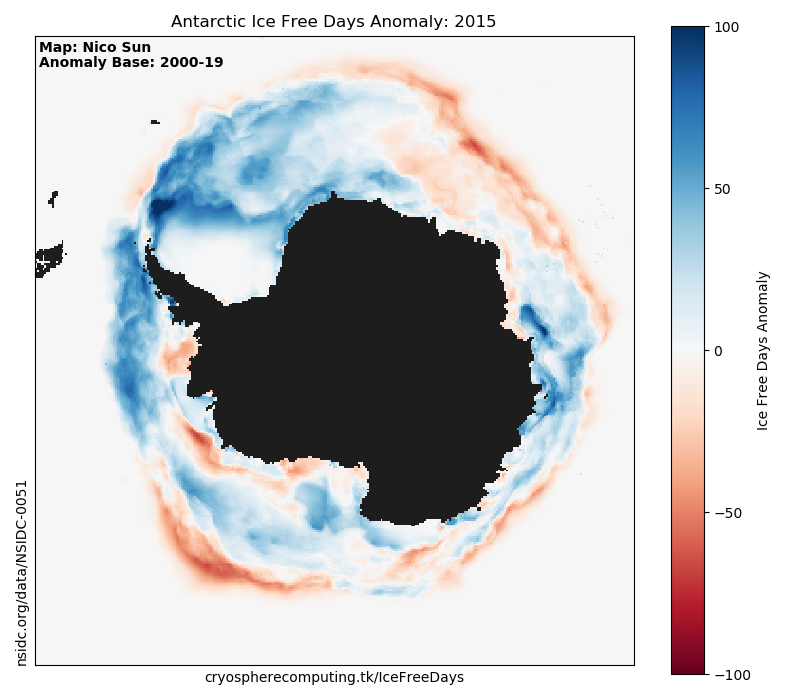 Antarctic Ice Free Days Anomaly: 2015
Map: Nico Sun
Anomaly Base: 2000-19
100
50
0
−50
−100
Ice Free Days Anomaly
nsidc.org/data/NSIDC-0051
cryospherecomputing.tk/IceFreeDays